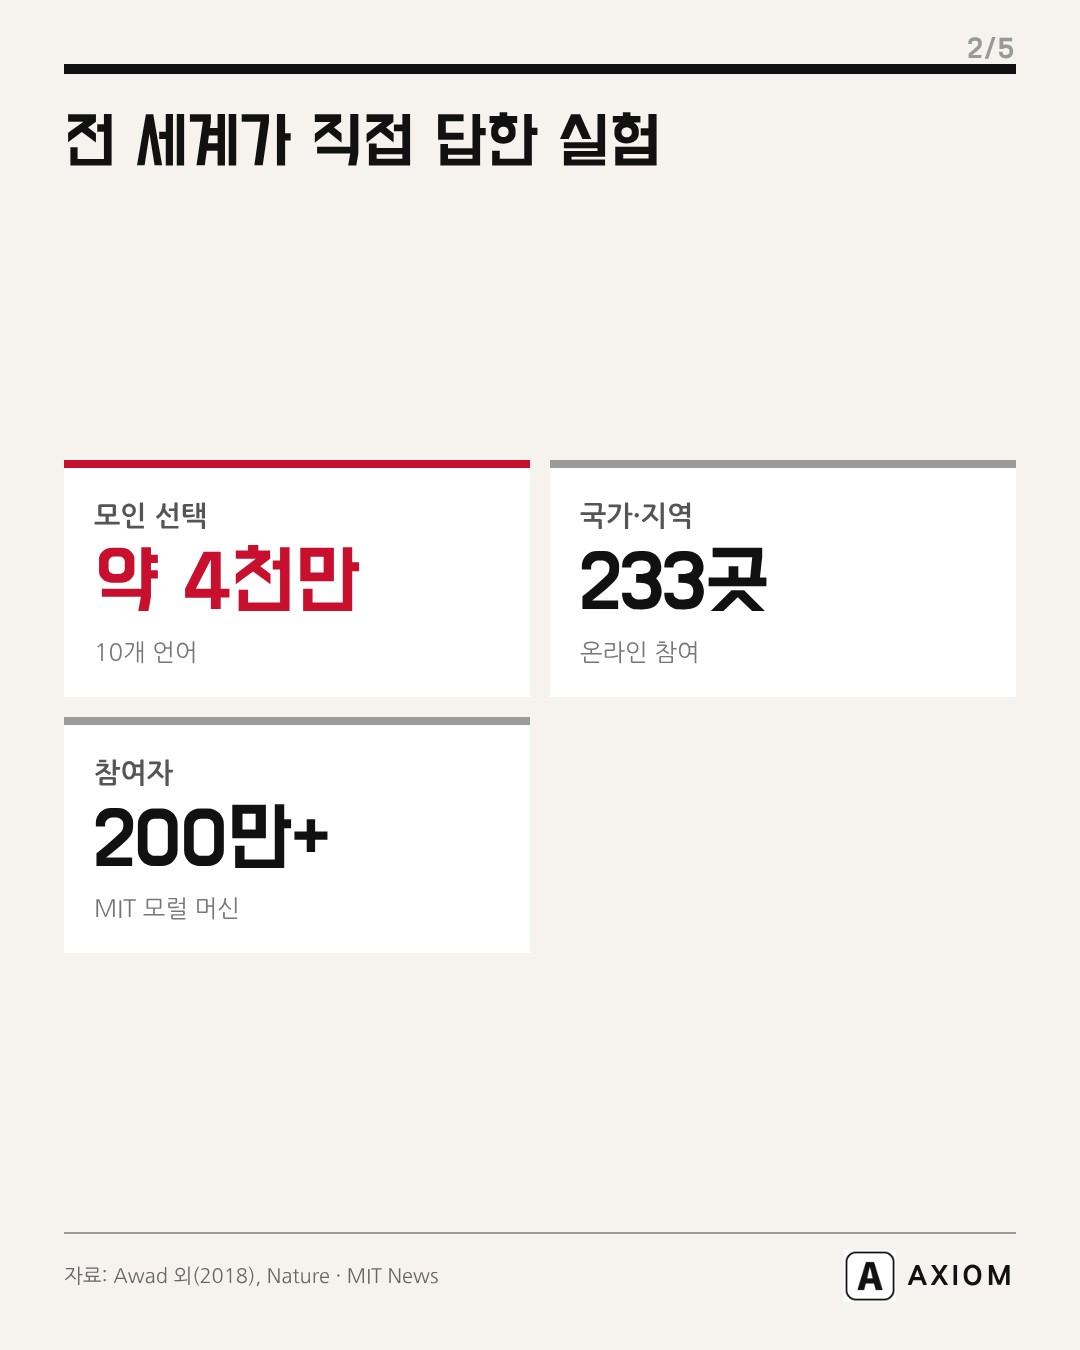 2/5
전 세계가 직접 답한 실험
모인 선택
약 4천만
10개 언어
국가·지역
233곳
온라인 참여
참여자
200만+
MIT 모럴 머신
자료: Awad 외(2018), Nature · MIT News
A AXIOM